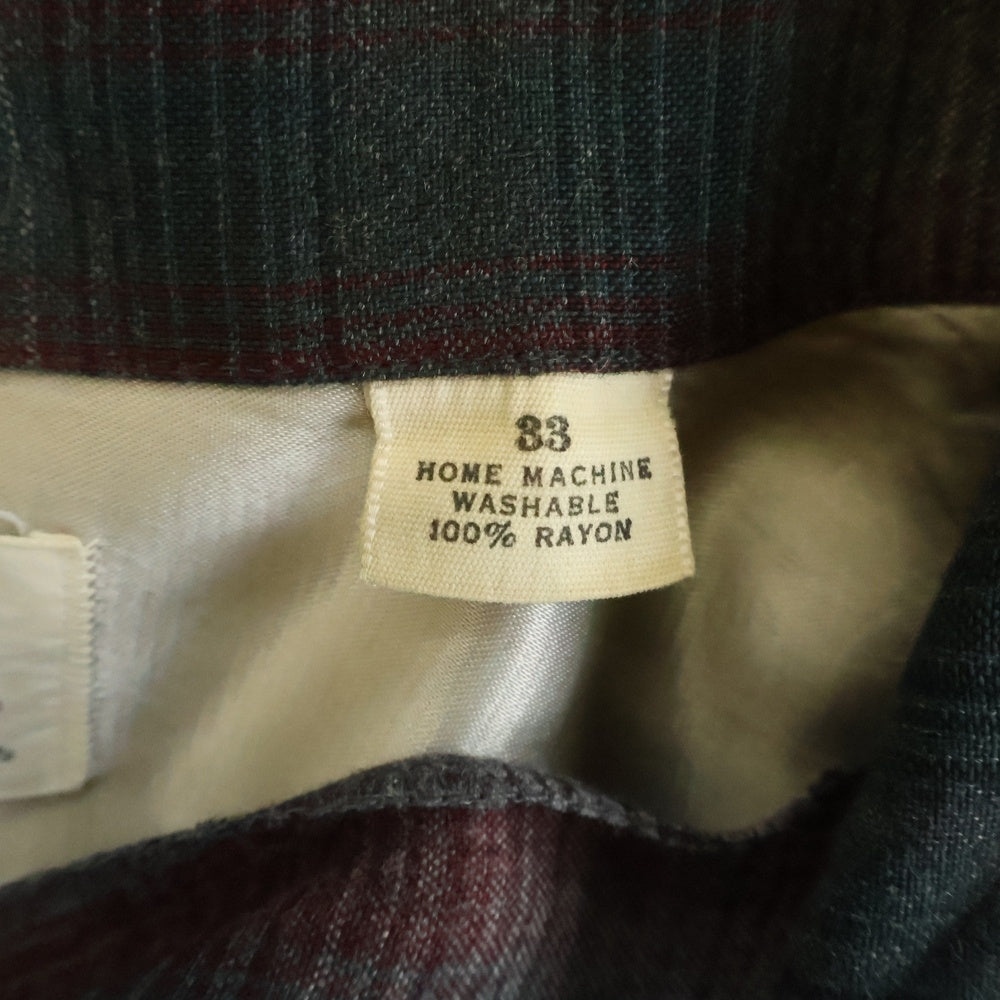 33
HOME MACHINE
WASHABLE
100% RAYON